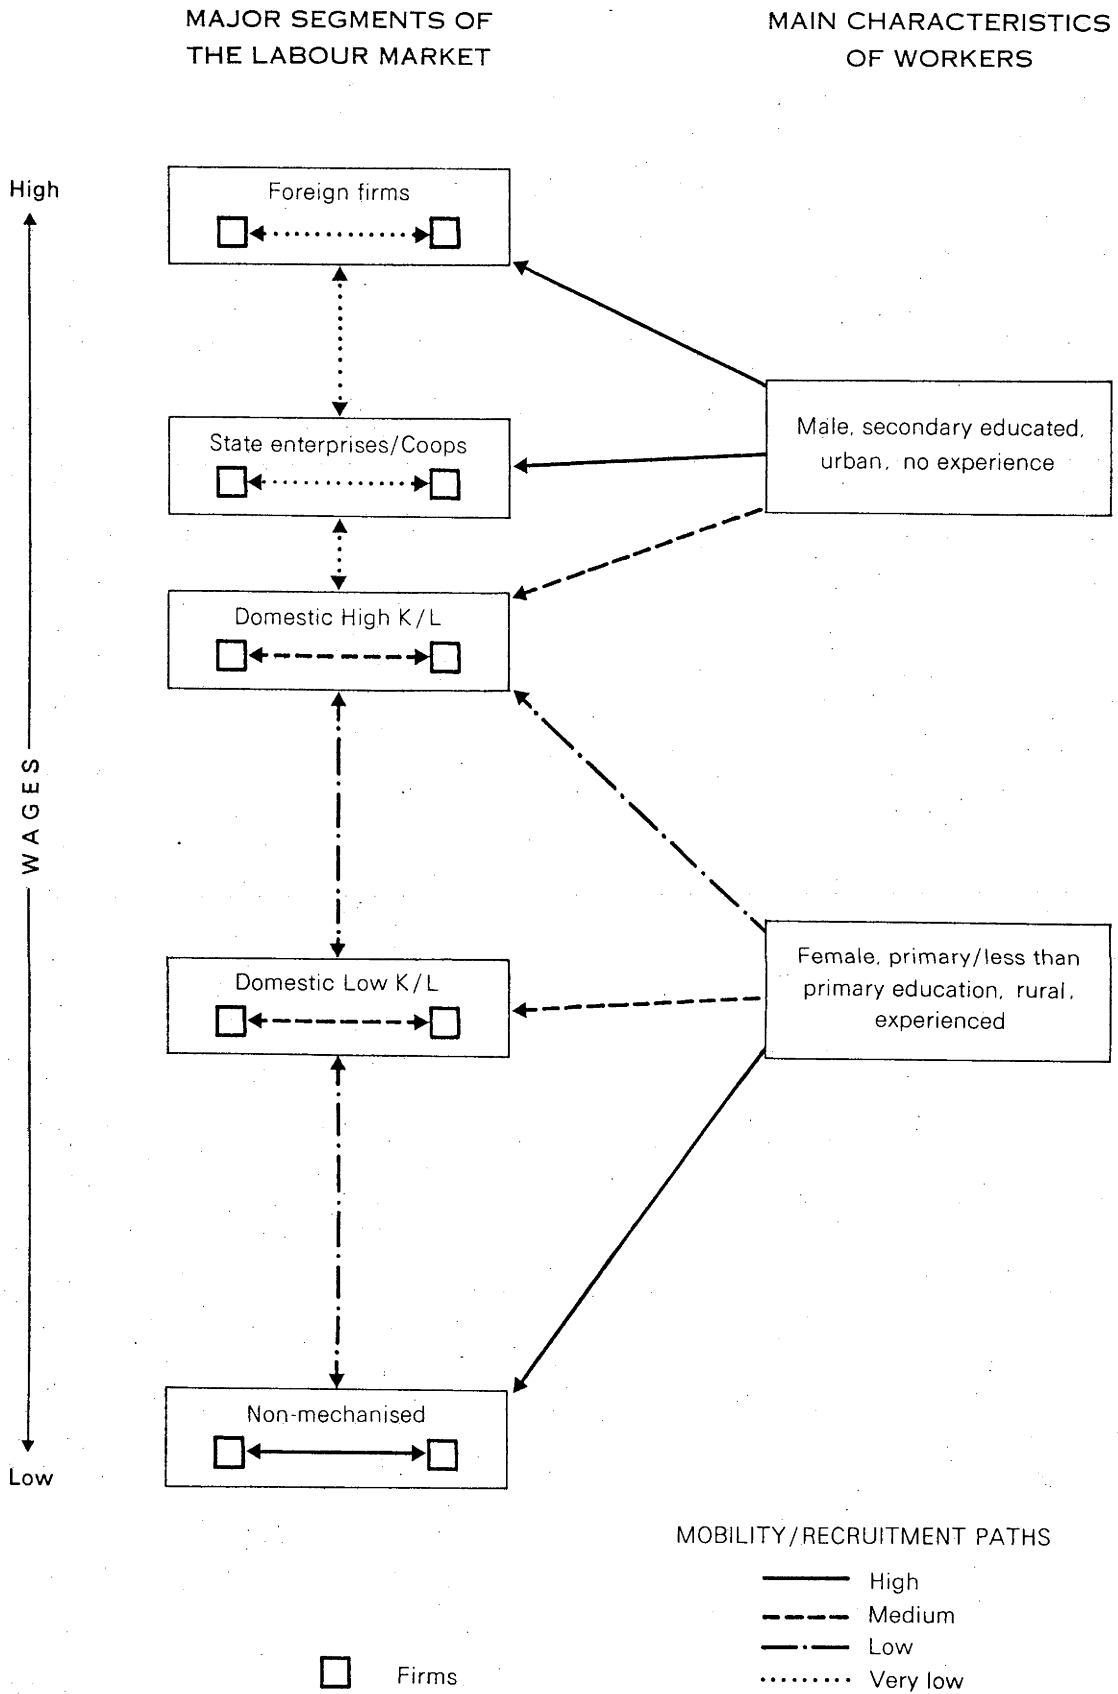 MAJOR SEGMENTS OF
THE LABOUR MARKET
MAIN CHARACTERISTICS
OF WORKERS
High
Foreign firms
Male, secondary educated,
urban, no experience
State enterprises/Coops
Domestic High K/L
WAGES
Female, primary/less than
primary education, rural,
experienced
Domestic Low K/L
Non-mechanised
Low
MOBILITY/RECRUITMENT PATHS
High
Medium
Low
Very low
Firms